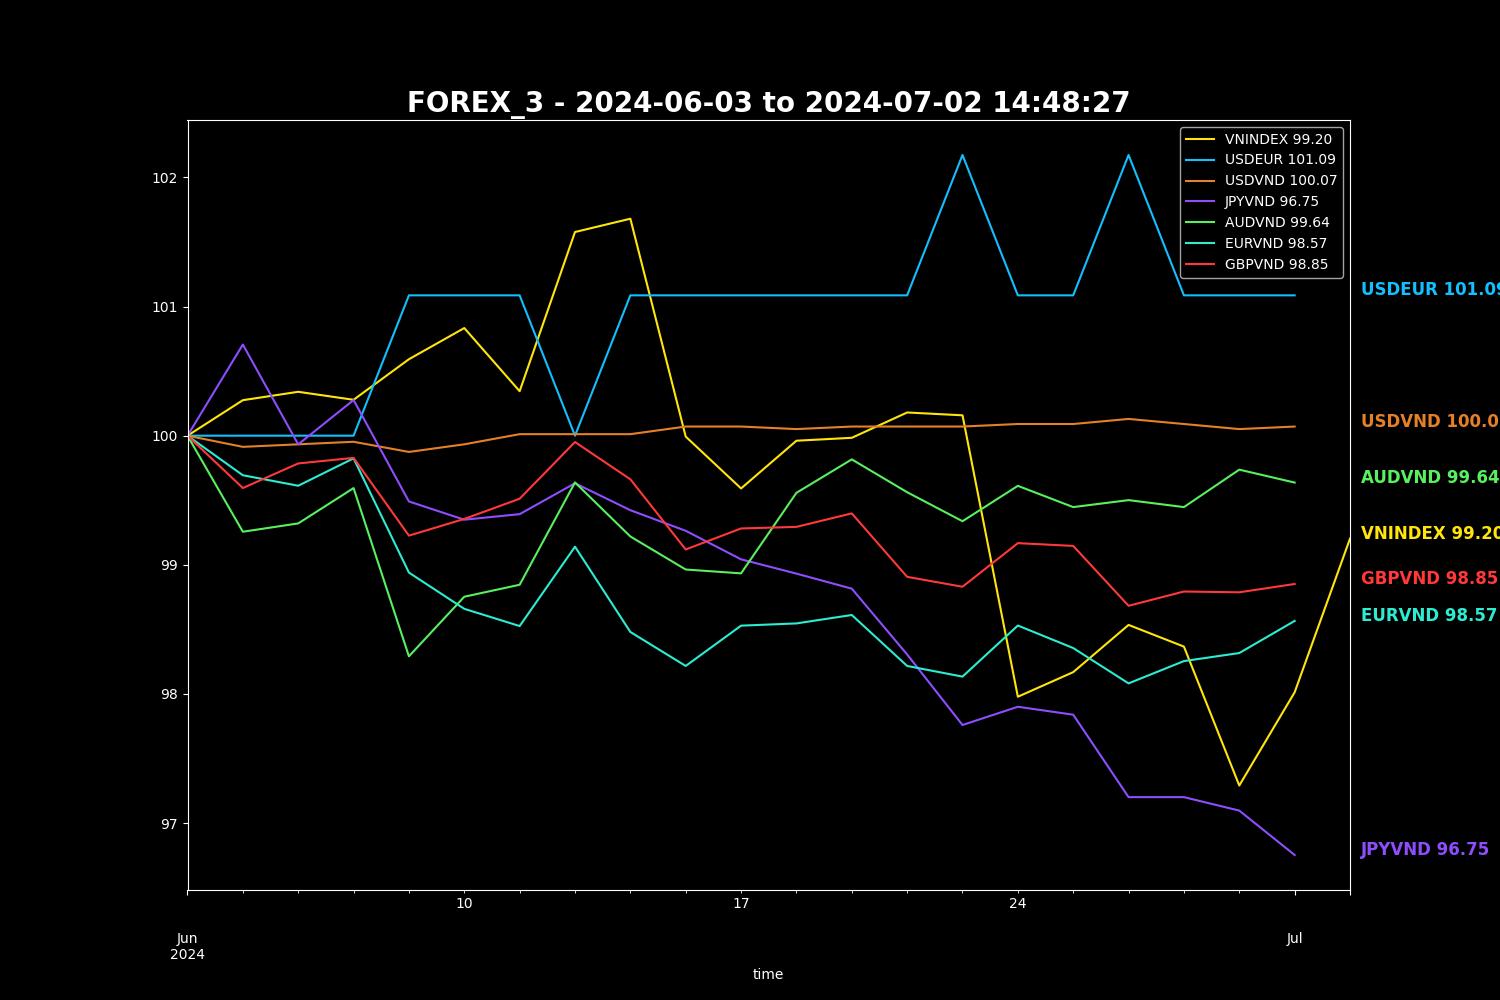 FOREX_3 - 2024-06-03 to 2024-07-02 14:48:27
VNINDEX 99.20
USDEUR 101.09
USDVND 100.07
JPYVND 96.75
AUDVND 99.64
EURVND 98.57
GBPVND 98.85
102
101
100
99
98
97
USDEUR 101.09
USDVND 100.0
AUDVND 99.64
VNINDEX 99.20
GBPVND 98.85
EURVND 98.57
JPYVND 96.75
10
17
24
Jun
2024
Jul
time